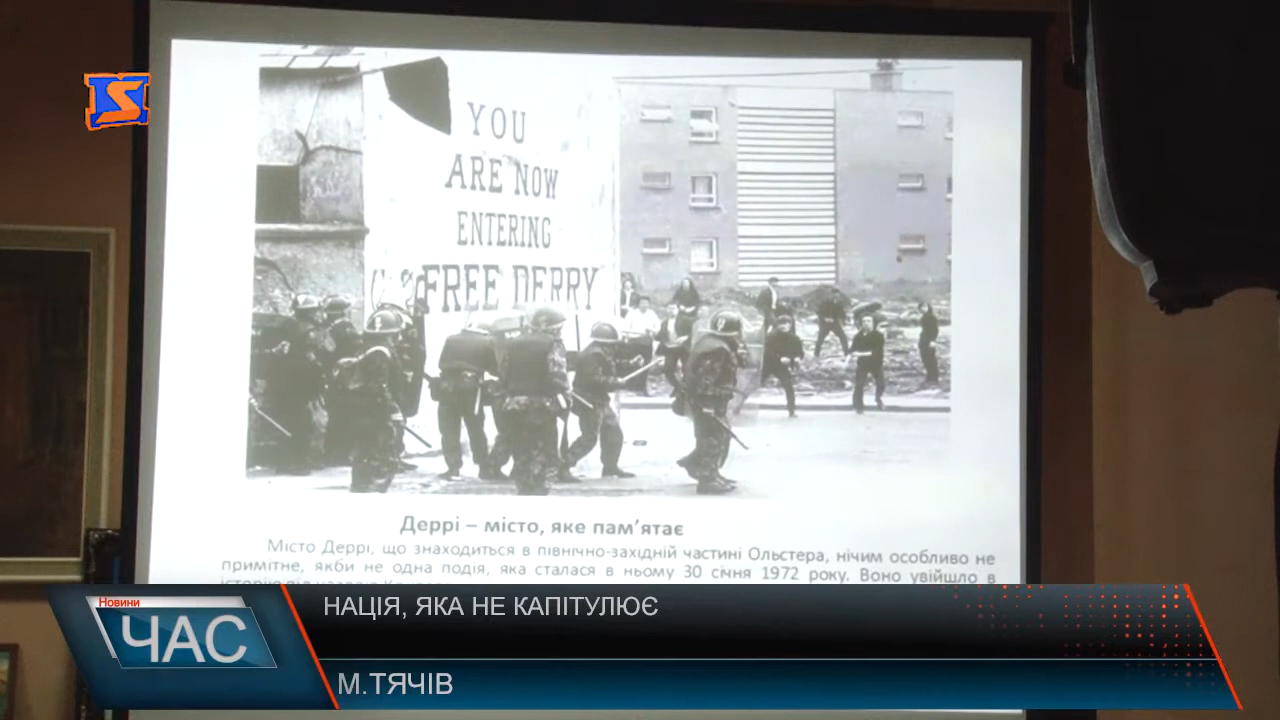 YOU
ARE NOW
ENTERING
FREE DERRY
Деррі – місто, яке пам’ятає
Місто Деррі, що знаходиться в північно-західній частині Ольстера, нічим особливо не
примітне, якби не одна подія, яка сталася в ньому 30 січня 1972 року. Воно увійшло в
Новини
ЧАС
НАЦІЯ, ЯКА НЕ КАПІТУЛЮЄ
М.ТЯЧІВ